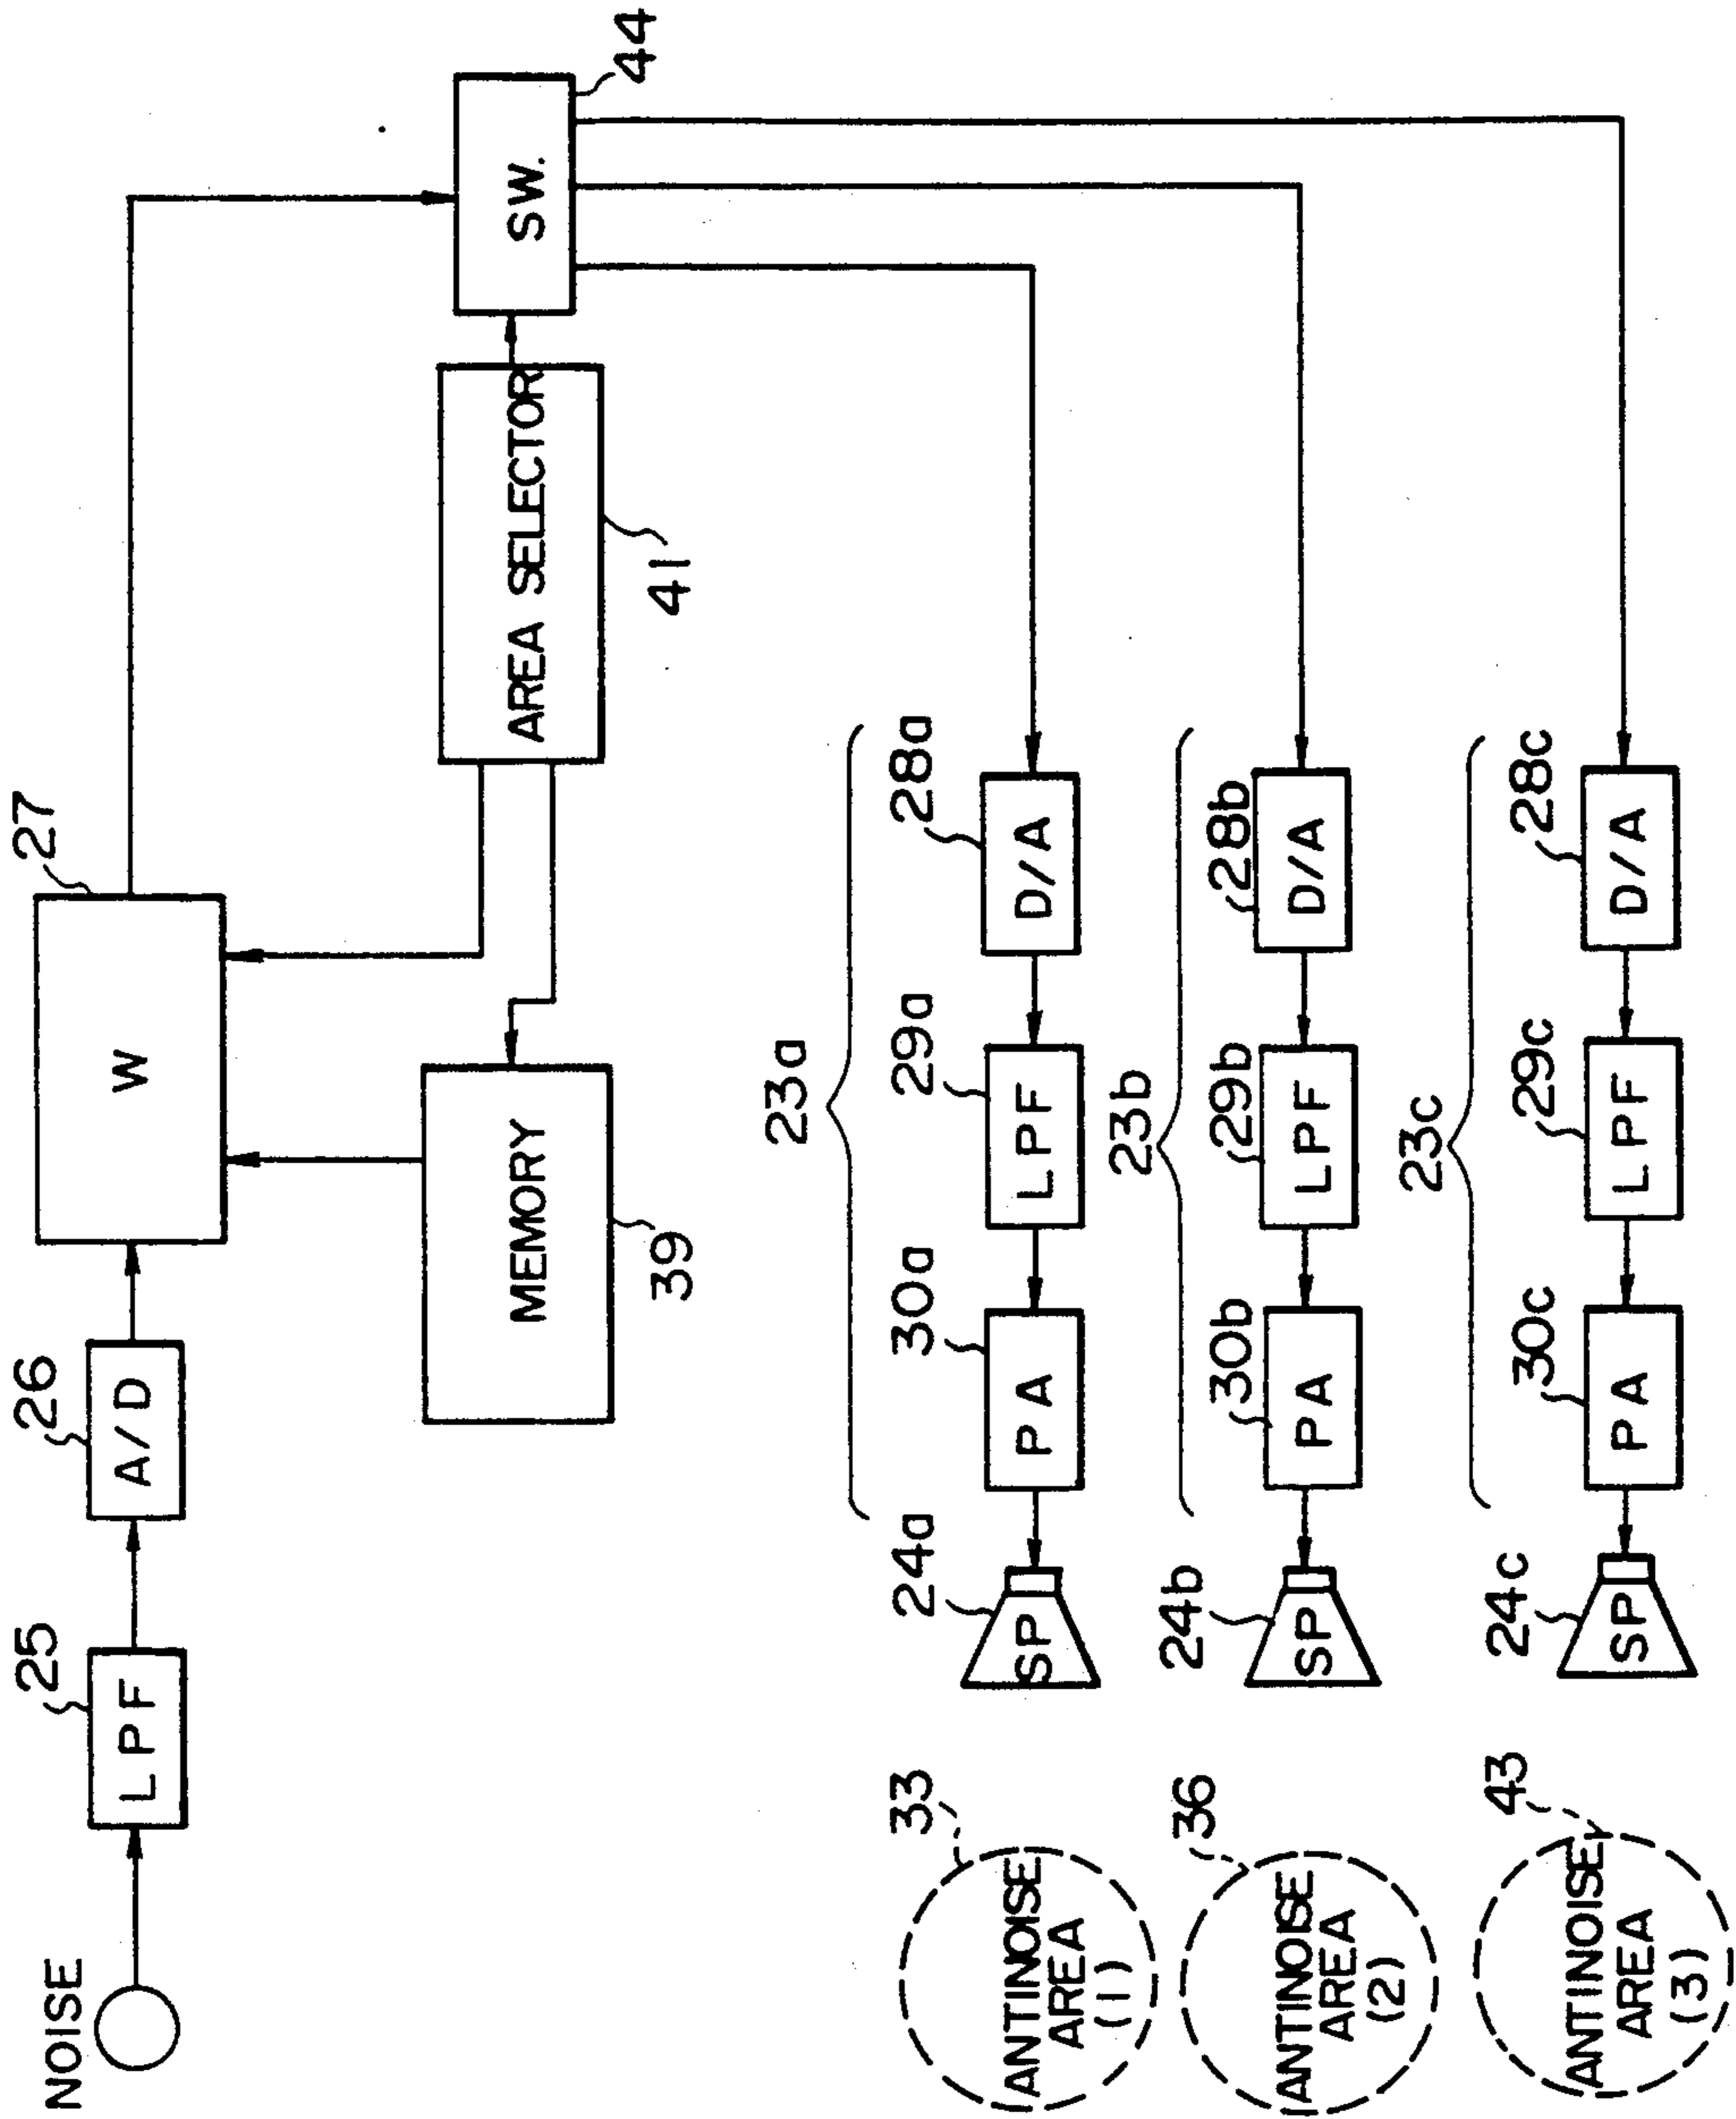 NOISE
25
LPF
26
A/D
27
W
MEMORY
39
AREA SELECTOR
41
SW.
44
23a
24a
SP
30a
PA
29a
LPF
28a
D/A
33
ANTINOISE
AREA
(1)
23b
24b
SP
30b
PA
29b
LPF
28b
D/A
36
ANTINOISE
AREA
(2)
23c
24c
SP
30c
PA
29c
LPF
28c
D/A
43
ANTINOISE
AREA
(3)